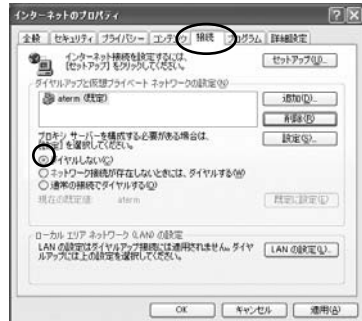 インターネットのプロパティ
全般 セキュリティ プライバシー コンテンツ 接続 プログラム 詳細設定
インターネット接続を設定するには、
[セットアップ] をクリックしてください。
セットアップ(U)...
ダイヤルアップと仮想プライベート ネットワークの設定(N)
aterm (既定)
追加(D)...
削除(R)
プロキシ サーバーを構成する必要がある場合は、
[設定] を選択してください。
設定(S)...
ダイヤルしない(C)
ネットワーク接続が存在しないときには、ダイヤルする(W)
通常の接続でダイヤルする(O)
現在の既定値: aterm
既定に設定(E)
ローカル エリア ネットワーク (LAN) の設定
LAN の設定はダイヤルアップ接続には適用されません。ダイヤ
ルアップには上の設定を選択してください。
LAN の設定(L)...
OK キャンセル 適用(A)